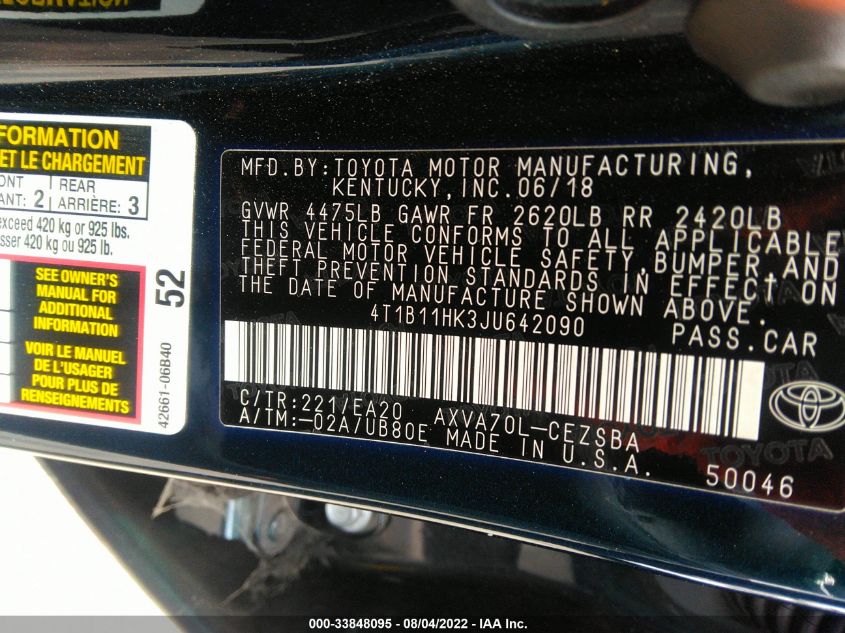 FORMATION
ET LE CHARGEMENT
ONT
ANT: 2
REAR
ARRIÈRE: 3
exceed 420 kg or 925 lbs.
sser 420 kg ou 925 lb.
SEE OWNER'S
MANUAL FOR
ADDITIONAL
INFORMATION
VOIR LE MANUEL
DE L'USAGER
POUR PLUS DE
RENSEIGNEMENTS
52
42661-06B40
MFD.BY:TOYOTA MOTOR MANUFACTURING,
KENTUCKY,INC.06/18
GVWR 4475LB GAWR FR 2620LB RR 2420LB
THIS VEHICLE CONFORMS TO ALL APPLICABLE
FEDERAL MOTOR VEHICLE SAFETY,BUMPER,AND
THEFT PREVENTION STANDARDS IN EFFECT ON
THE DATE OF MANUFACTURE SHOWN ABOVE.
4T1B11HK3JU642090
PASS.CAR
C/TR:221/EA20 AXVA70L-CEZSBA
A/TM:-02A/UB80E MADE IN U.S.A.
50046
TOYOTA
000-33848095 - 08/04/2022 - IAA Inc.